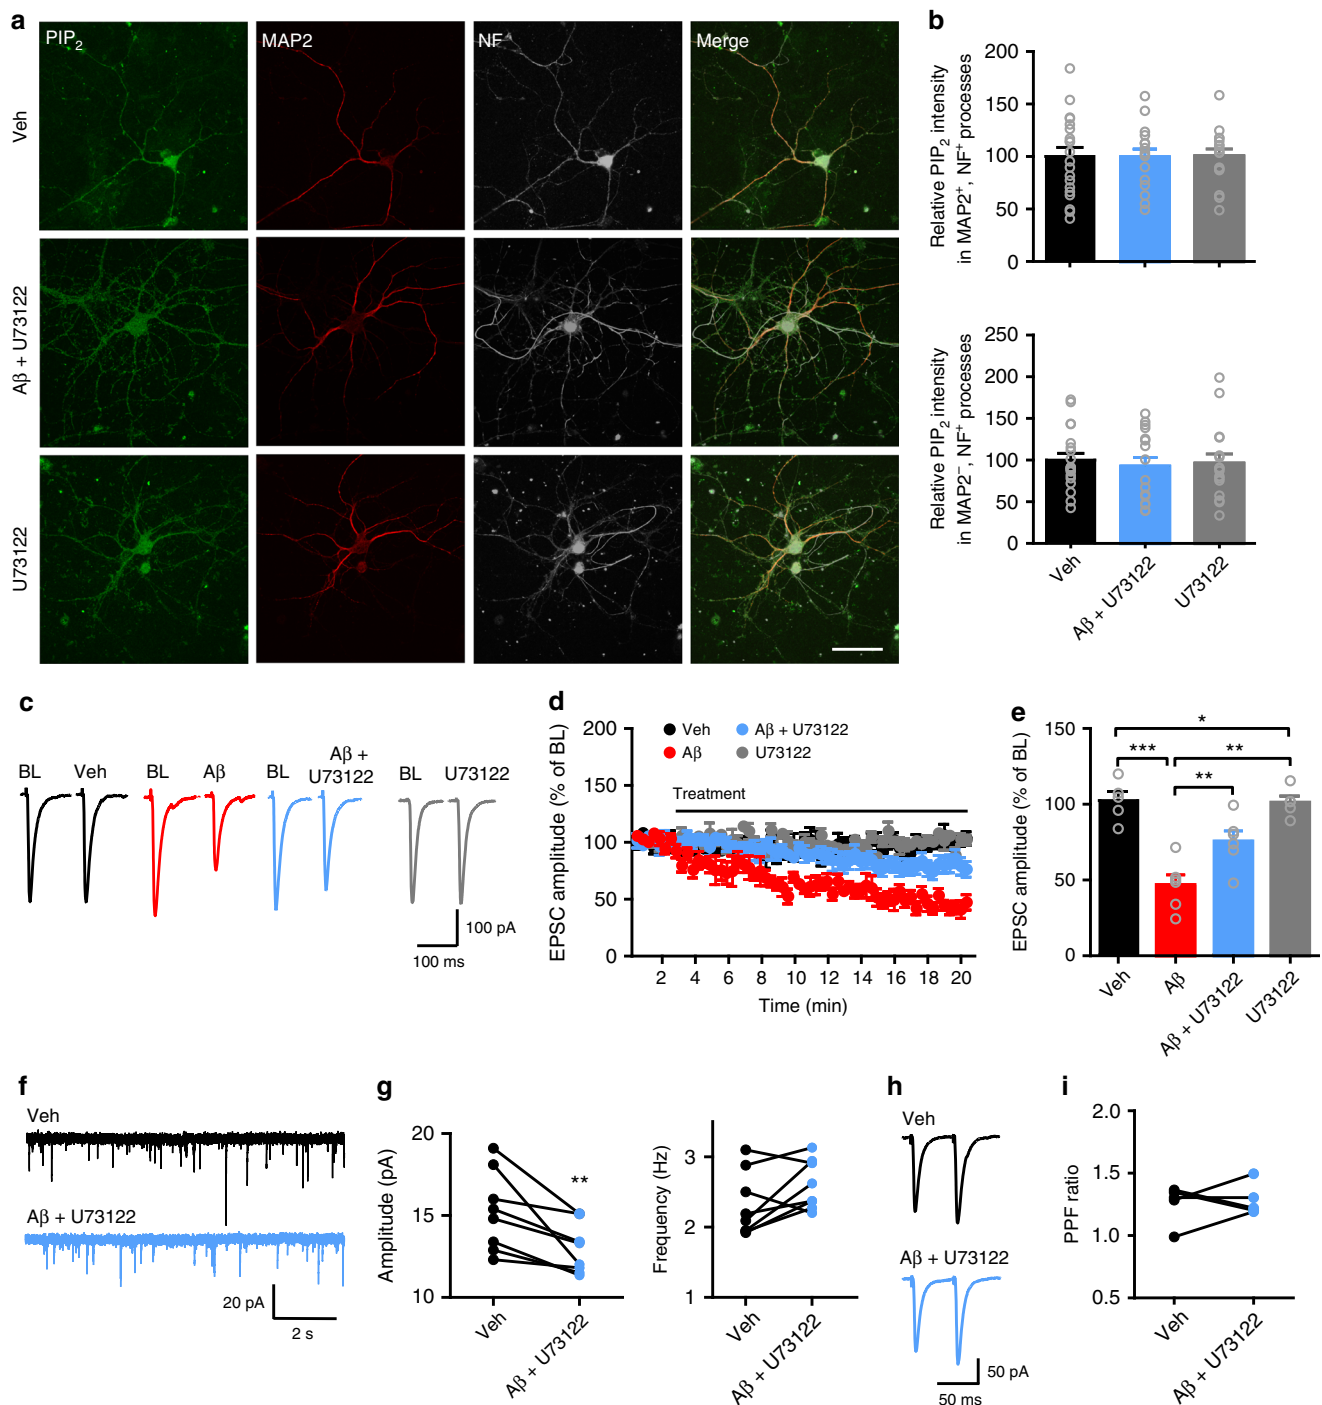 a
PIP2
MAP2
NF
Merge
Veh
Aβ + U73122
U73122
b
Relative PIP2 intensity
in MAP2+, NF+ processes
200
150
100
50
0
Relative PIP2 intensity
in MAP2−, NF+ processes
250
200
150
100
50
0
Veh
Aβ + U73122
U73122
c
BL
Veh
BL
Aβ
BL
Aβ +
U73122
BL
U73122
100 pA
100 ms
d
EPSC amplitude (% of BL)
200
150
100
50
0
Veh
Aβ + U73122
Aβ
U73122
Treatment
2 4 6 8 10 12 14 16 18 20
Time (min)
e
EPSC amplitude (% of BL)
150
100
50
0
*
*** **
**
Veh
Aβ
Aβ + U73122
U73122
f
Veh
Aβ + U73122
20 pA
2 s
g
Amplitude (pA)
20
15
10
**
Veh
Aβ + U73122
Frequency (Hz)
3
2
1
Veh
Aβ + U73122
h
Veh
Aβ + U73122
50 pA
50 ms
i
PPF ratio
2.0
1.5
1.0
0.5
Veh
Aβ + U73122